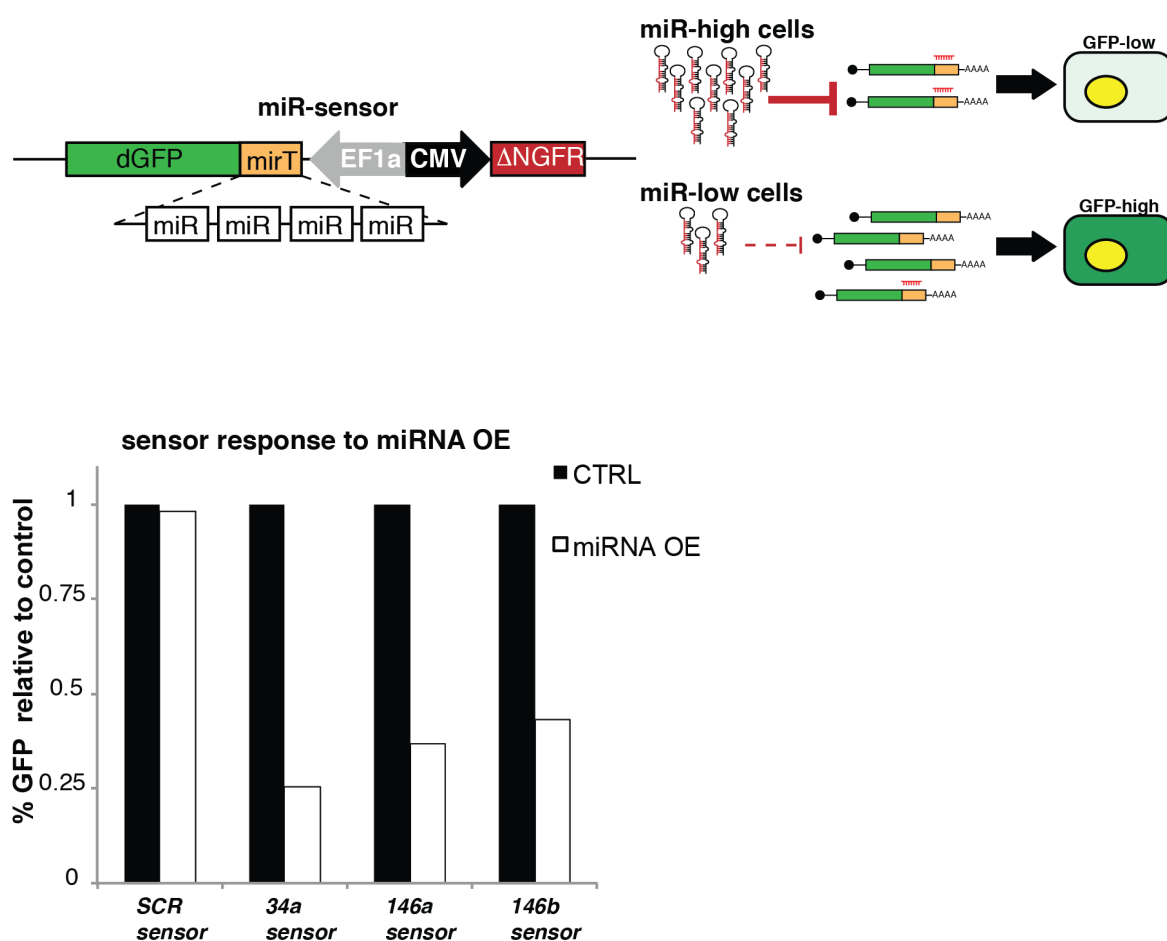 miR-sensor
dGFP mirT EF1a CMV ΔNGFR
miR miR miR miR
miR-high cells
AAAA
AAAA
GFP-low
miR-low cells
AAAA
AAAA
AAAA
AAAA
GFP-high
sensor response to miRNA OE
CTRL
miRNA OE
% GFP relative to control
1
0.75
0.5
0.25
0
SCR sensor
34a sensor
146a sensor
146b sensor